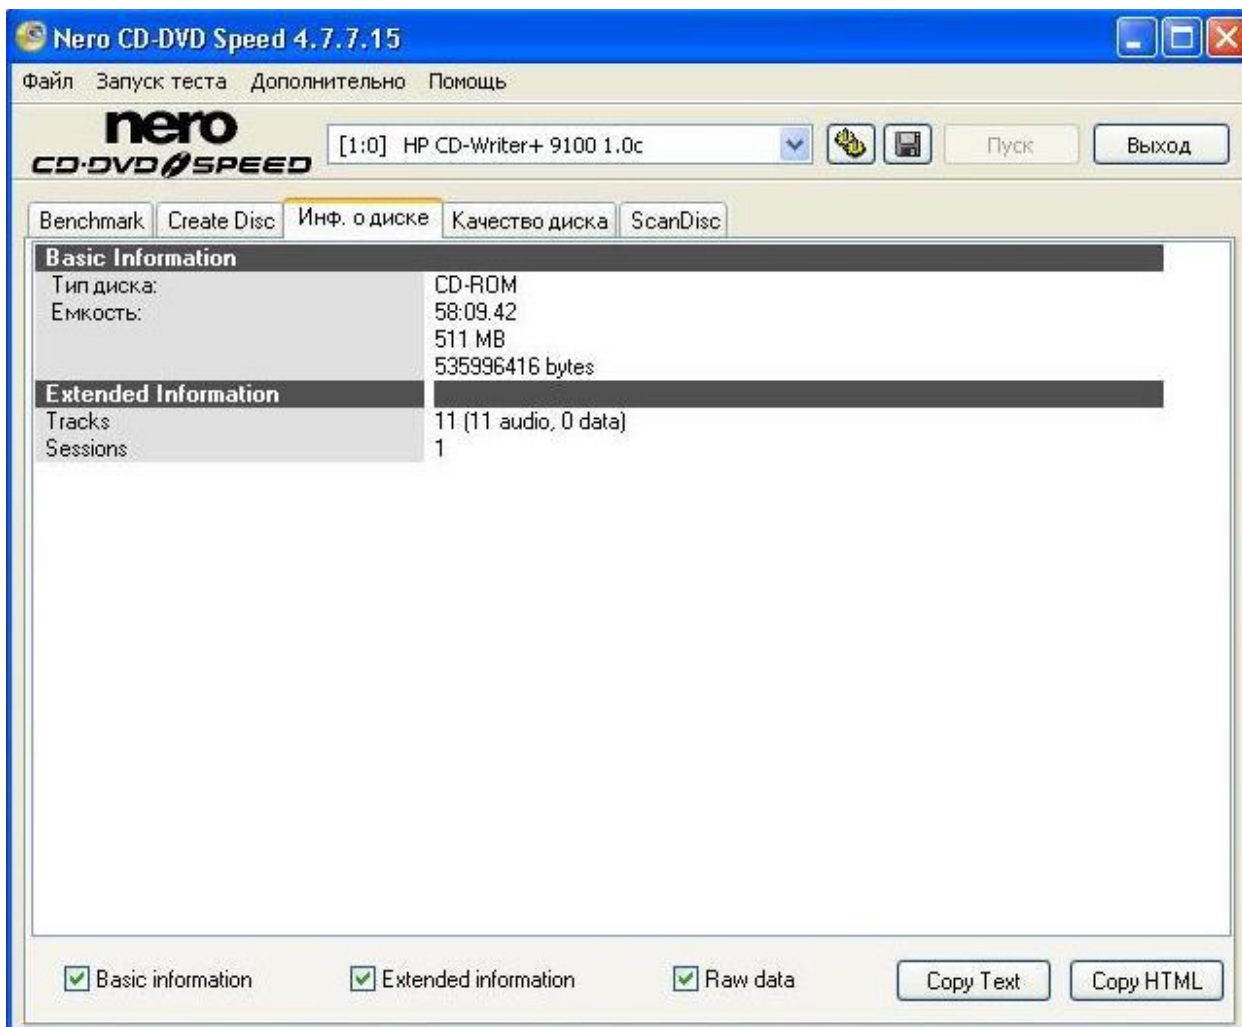 Nero CD-DVD Speed 4.7.7.15
Файл Запуск теста Дополнительно Помощь
nero
CD·DVD SPEED
[1:0] HP CD-Writer+ 9100 1.0c
Пуск
Выход
Benchmark Create Disc Инф. о диске Качество диска ScanDisc
Basic Information
Тип диска: CD-ROM
Емкость: 58:09.42
511 MB
535996416 bytes
Extended Information
Tracks 11 (11 audio, 0 data)
Sessions 1
Basic information Extended information Raw data Copy Text Copy HTML